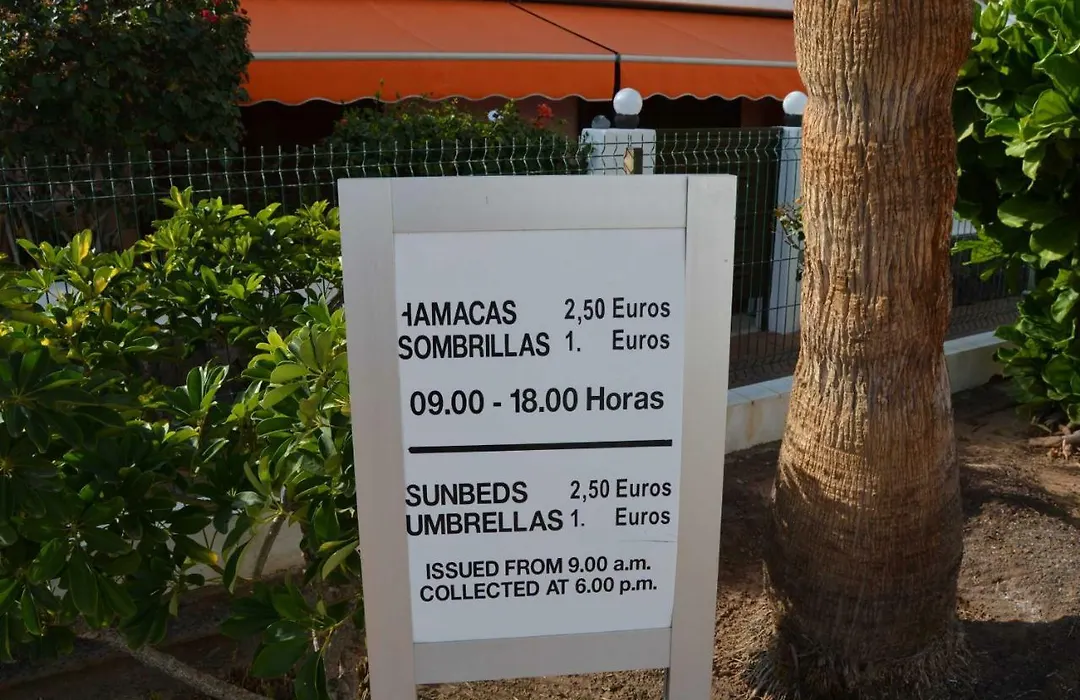 HAMACAS 2,50 Euros
SOMBRILLAS 1. Euros
09.00 - 18.00 Horas
SUNBEDS 2,50 Euros
UMBRELLAS 1. Euros
ISSUED FROM 9.00 a.m.
COLLECTED AT 6.00 p.m.